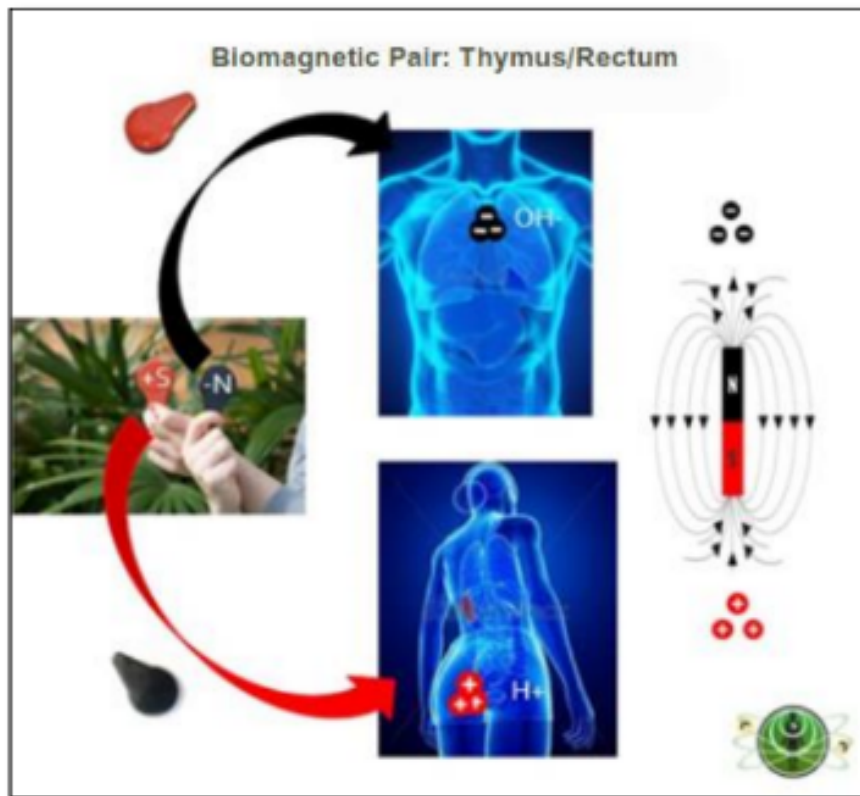 Biomagnetic Pair: Thymus/Rectum
OH-
+S
-N
N
S
H+